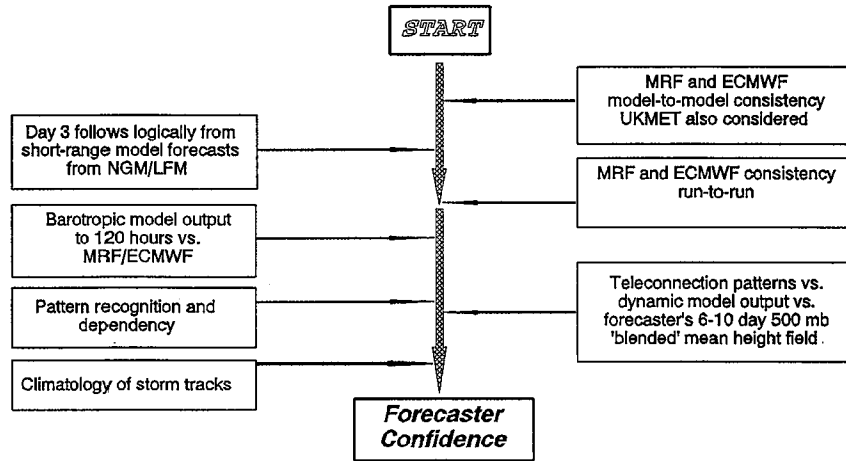 START
MRF and ECMWF
model-to-model consistency
UKMET also considered
Day 3 follows logically from
short-range model forecasts
from NGM/LFM
MRF and ECMWF consistency
run-to-run
Barotropic model output
to 120 hours vs.
MRF/ECMWF
Teleconnection patterns vs.
dynamic model output vs.
forecaster's 6-10 day 500 mb
'blended' mean height field
Pattern recognition and
dependency
Climatology of storm tracks
Forecaster
Confidence